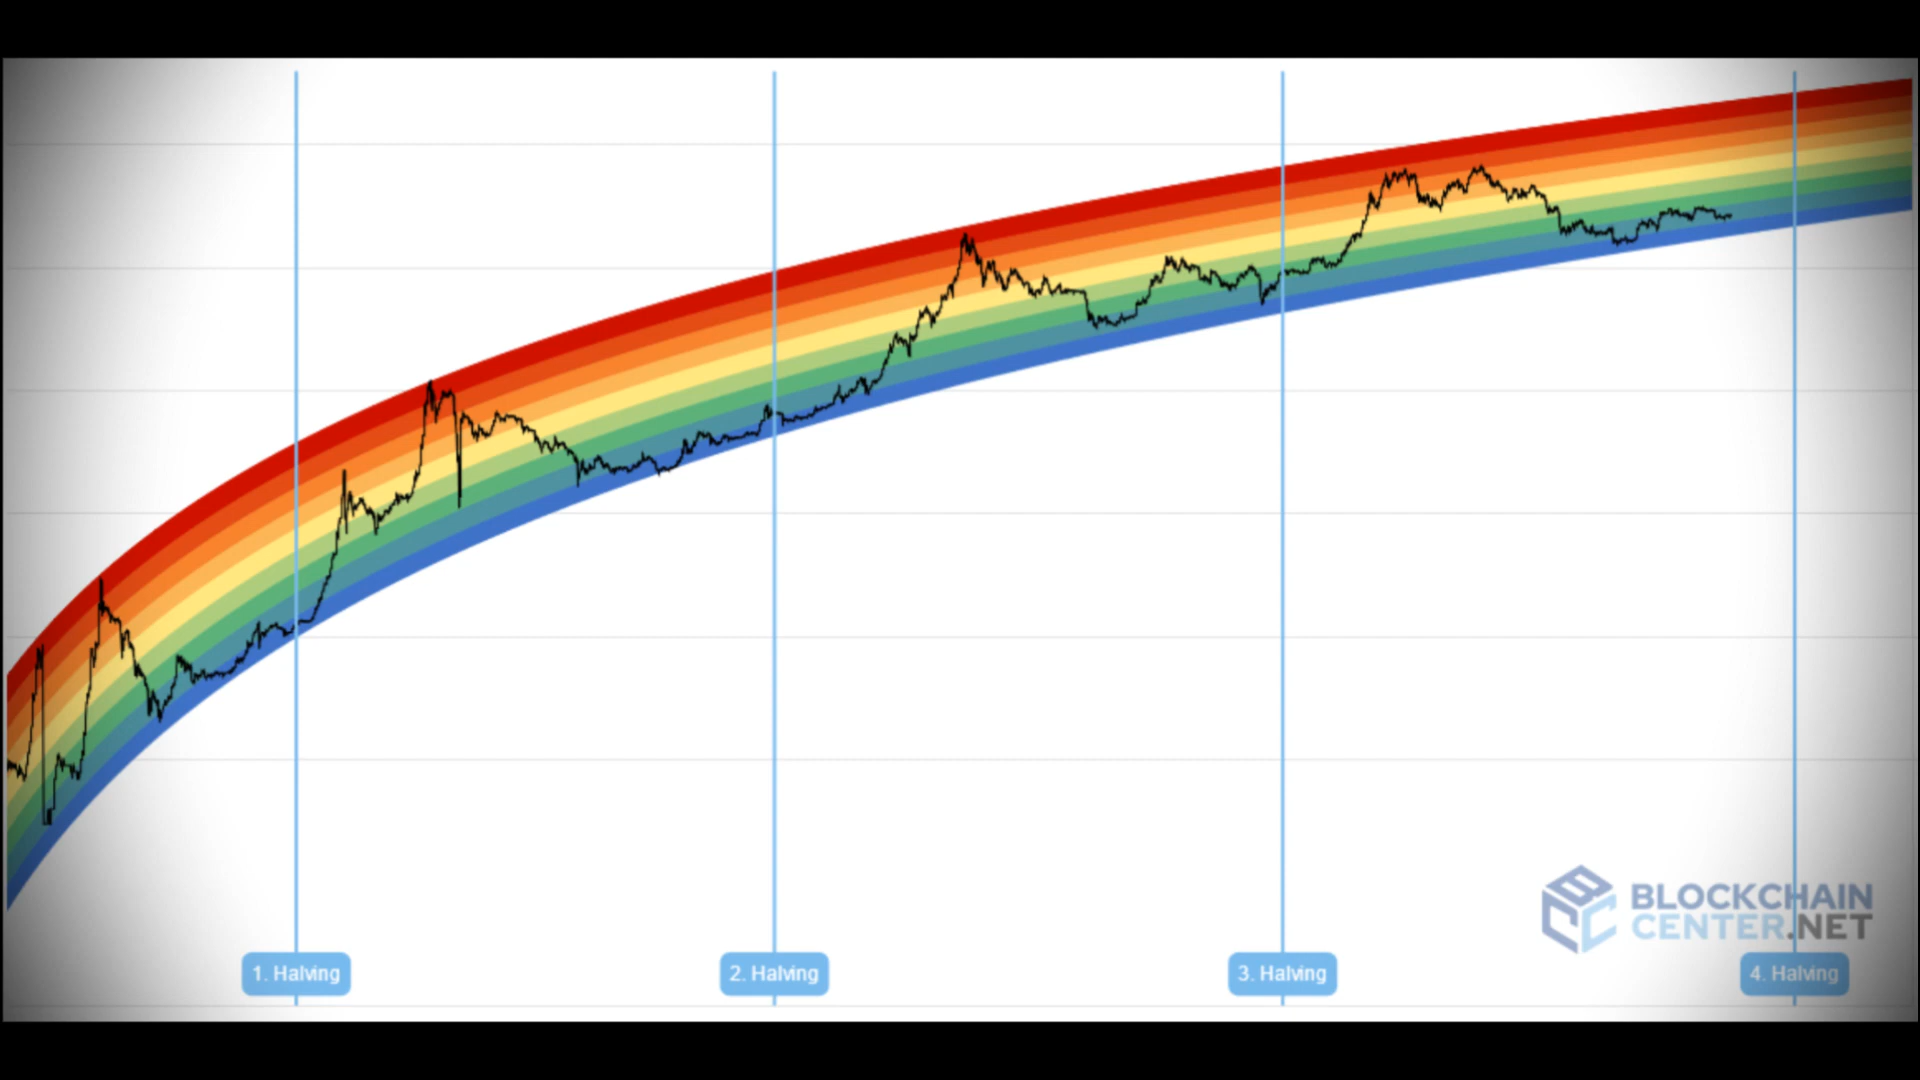 BLOCKCHAIN
CENTER.NET
1. Halving
2. Halving
3. Halving
4. Halving